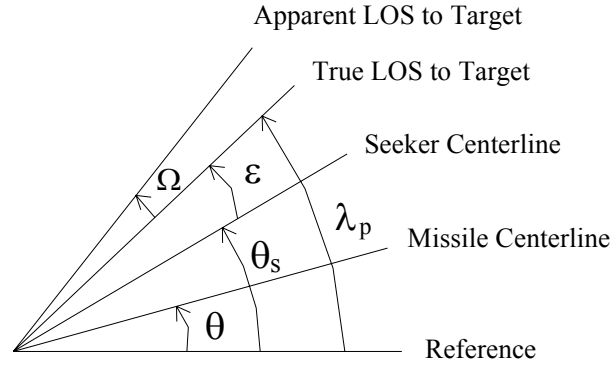 Apparent LOS to Target
True LOS to Target
Seeker Centerline
Ω
ε
λp
Missile Centerline
θs
θ
Reference